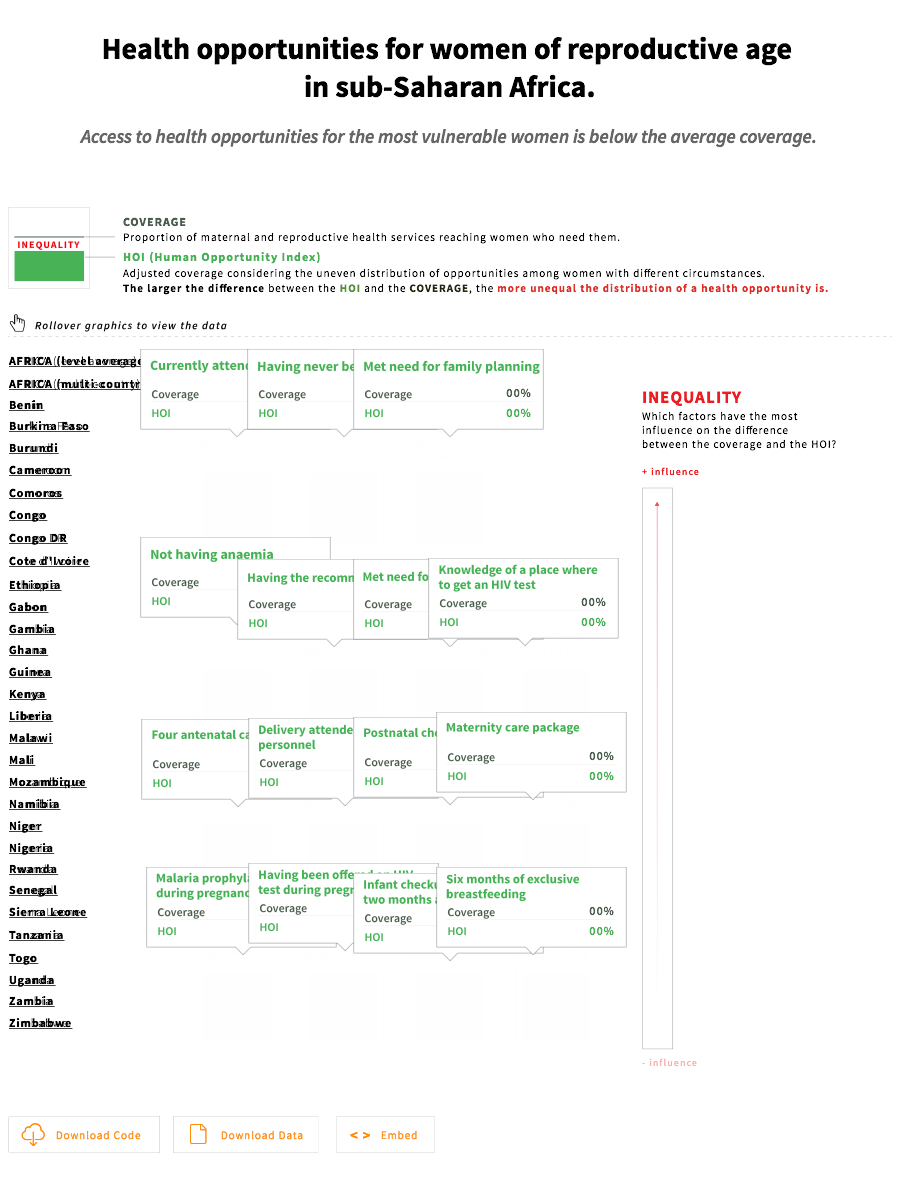 Health opportunities for women of reproductive age
in sub-Saharan Africa.
Access to health opportunities for the most vulnerable women is below the average coverage.
COVERAGE
Proportion of maternal and reproductive health services reaching women who need them.
INEQUALITY
HOI (Human Opportunity Index)
Adjusted coverage considering the uneven distribution of opportunities among women with different circumstances.
The larger the difference between the HOI and the COVERAGE, the more unequal the distribution of a health opportunity is.
Rollover graphics to view the data
AFRICA (level average
AFRICA (multi-countr
Benin
Burkina Faso
Burundi
Cameroon
Comoros
Congo
Congo DR
Cote d'Ivoire
Ethiopia
Gabon
Gambia
Ghana
Guinea
Kenya
Liberia
Malawi
Mali
Mozambique
Namibia
Niger
Nigeria
Rwanda
Senegal
Sierra Leone
Tanzania
Togo
Uganda
Zambia
Zimbabwe
Currently attend
Coverage
HOI
Having never be
Coverage
HOI
Met need for family planning
Coverage 00%
HOI 00%
Not having anaemia
Coverage
HOI
Having the recomm
Coverage
HOI
Met need fo
Coverage
HOI
Knowledge of a place where
to get an HIV test
Coverage 00%
HOI 00%
Four antenatal ca
Coverage
HOI
Delivery attende
personnel
Coverage
HOI
Postnatal che
Coverage
HOI
Maternity care package
Coverage 00%
HOI 00%
Malaria prophyla
during pregnanc
Coverage
HOI
Having been offered an HIV
test during pregn
Coverage
HOI
Infant checku
two months a
Coverage
HOI
Six months of exclusive
breastfeeding
Coverage 00%
HOI 00%
INEQUALITY
Which factors have the most
influence on the difference
between the coverage and the HOI?
+ influence
- influence
Download Code
Download Data
< > Embed